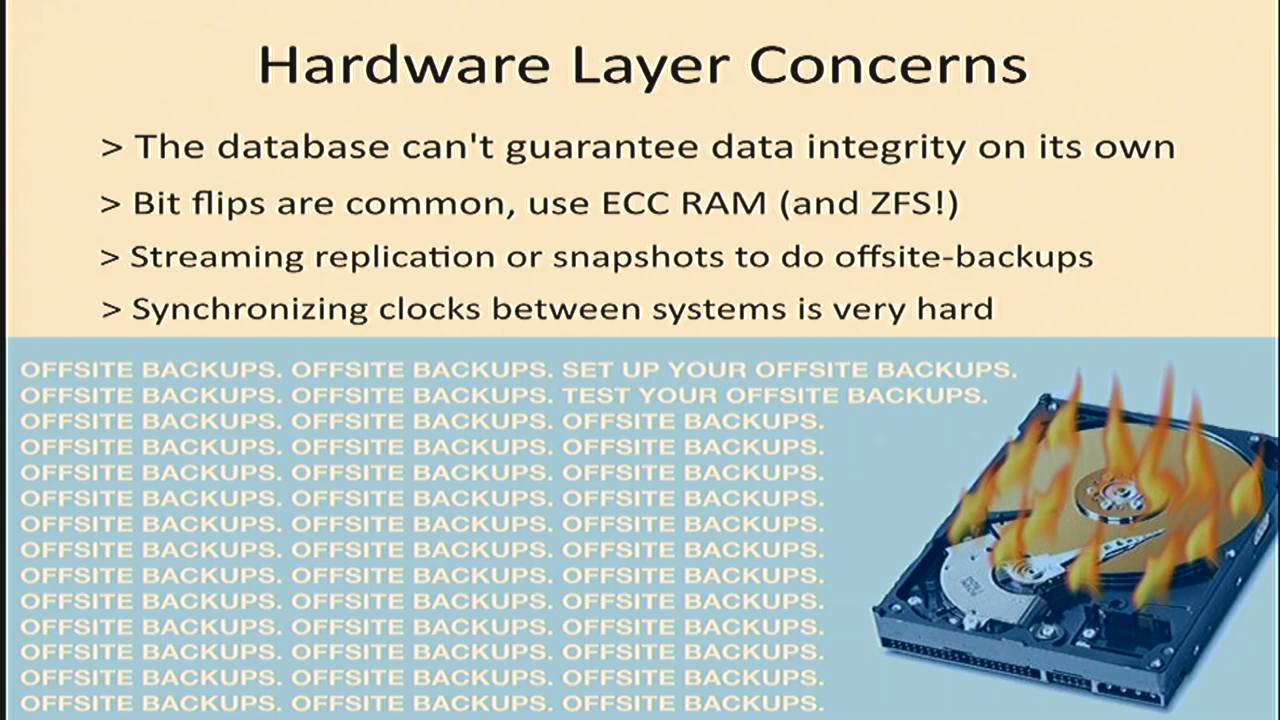 Hardware Layer Concerns
> The database can't guarantee data integrity on its own
> Bit flips are common, use ECC RAM (and ZFS!)
> Streaming replication or snapshots to do offsite-backups
> Synchronizing clocks between systems is very hard
OFFSITE BACKUPS. OFFSITE BACKUPS. SET UP YOUR OFFSITE BACKUPS.
OFFSITE BACKUPS. OFFSITE BACKUPS. TEST YOUR OFFSITE BACKUPS.
OFFSITE BACKUPS. OFFSITE BACKUPS. OFFSITE BACKUPS.
OFFSITE BACKUPS. OFFSITE BACKUPS. OFFSITE BACKUPS.
OFFSITE BACKUPS. OFFSITE BACKUPS. OFFSITE BACKUPS.
OFFSITE BACKUPS. OFFSITE BACKUPS. OFFSITE BACKUPS.
OFFSITE BACKUPS. OFFSITE BACKUPS. OFFSITE BACKUPS.
OFFSITE BACKUPS. OFFSITE BACKUPS. OFFSITE BACKUPS.
OFFSITE BACKUPS. OFFSITE BACKUPS. OFFSITE BACKUPS.
OFFSITE BACKUPS. OFFSITE BACKUPS. OFFSITE BACKUPS.
OFFSITE BACKUPS. OFFSITE BACKUPS. OFFSITE BACKUPS.
OFFSITE BACKUPS. OFFSITE BACKUPS. OFFSITE BACKUPS.
OFFSITE BACKUPS. OFFSITE BACKUPS. OFFSITE BACKUPS.
OFFSITE BACKUPS. OFFSITE BACKUPS. OFFSITE BACKUPS.